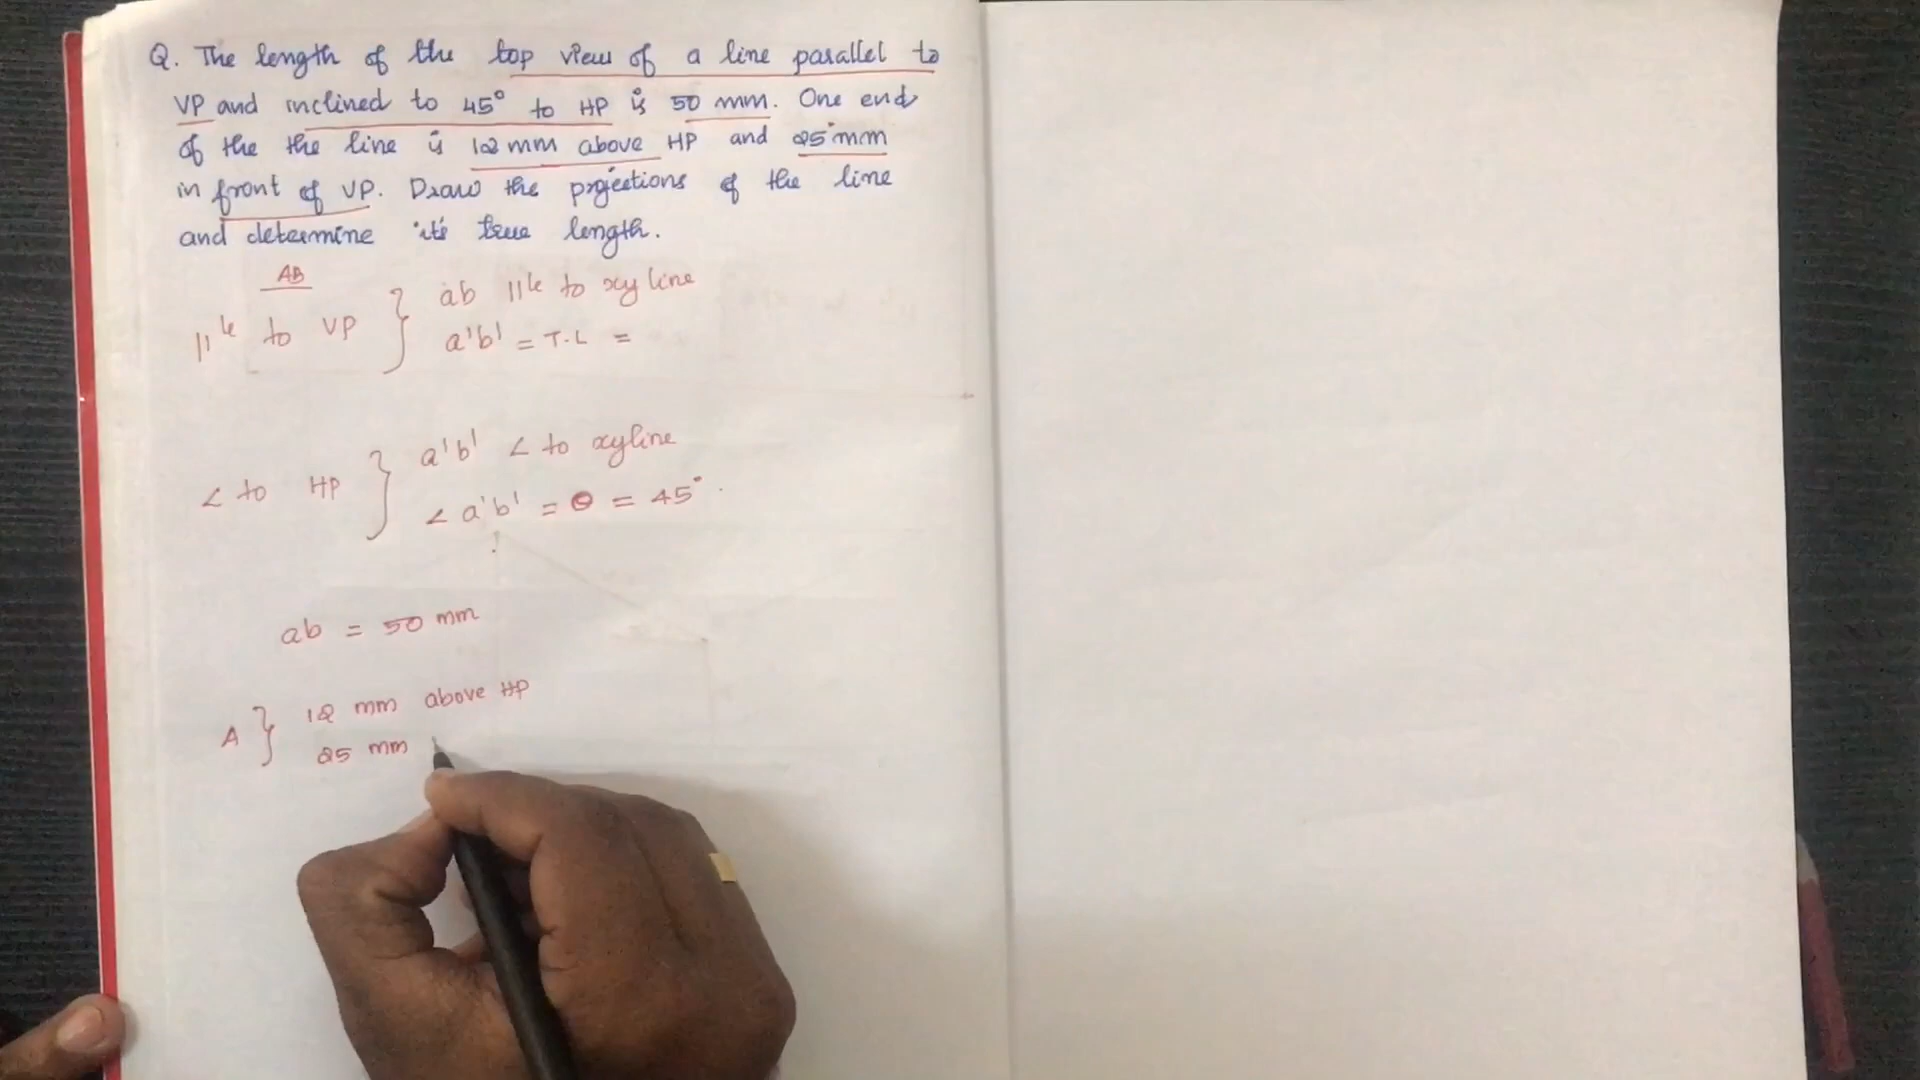 Q. The length of the top view of a line parallel to
VP and inclined to 45° to HP is 50 mm. One end
of the the line is 12 mm above HP and 25 mm
in front of VP. Draw the projections of the line
and determine it's true length.
AB
||le to VP } ab ||le to xy line
a'b' = T.L =
∠ to HP } a'b' ∠ to xy line
∠ a'b' = θ = 45°.
ab = 50 mm
A } 12 mm above HP
25 mm